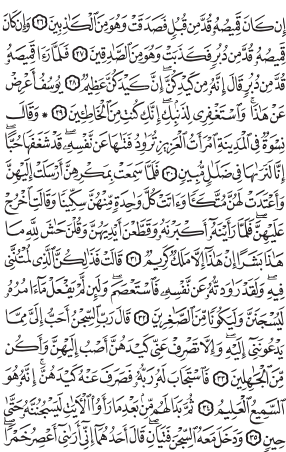 إِن كَانَ قَمِيصُهُۥ قُدَّ مِن قُبُلٍ فَصَدَقَتْ وَهُوَ مِنَ ٱلْكَٰذِبِينَ ٢٦ وَإِن كَانَ
قَمِيصُهُۥ قُدَّ مِن دُبُرٍ فَكَذَبَتْ وَهُوَ مِنَ ٱلصَّٰدِقِينَ ٢٧ فَلَمَّا رَءَا قَمِيصَهُۥ
قُدَّ مِن دُبُرٍ قَالَ إِنَّهُۥ مِن كَيْدِكُنَّ إِنَّ كَيْدَكُنَّ عَظِيمٌ ٢٨ يُوسُفُ أَعْرِضْ
عَنْ هَٰذَا وَٱسْتَغْفِرِى لِذَنۢبِكِ إِنَّكِ كُنتِ مِنَ ٱلْخَاطِـِٔينَ ٢٩ ۞ وَقَالَ
نِسْوَةٌ فِى ٱلْمَدِينَةِ ٱمْرَأَتُ ٱلْعَزِيزِ تُرَٰوِدُ فَتَىٰهَا عَن نَّفْسِهِۦ قَدْ شَغَفَهَا حُبًّا
إِنَّا لَنَرَىٰهَا فِى ضَلَٰلٍ مُّبِينٍ ٣٠ فَلَمَّا سَمِعَتْ بِمَكْرِهِنَّ أَرْسَلَتْ إِلَيْهِنَّ
وَأَعْتَدَتْ لَهُنَّ مُتَّكَـًٔا وَءَاتَتْ كُلَّ وَٰحِدَةٍ مِّنْهُنَّ سِكِّينًا وَقَالَتِ ٱخْرُجْ
عَلَيْهِنَّ فَلَمَّا رَأَيْنَهُۥٓ أَكْبَرْنَهُۥ وَقَطَّعْنَ أَيْدِيَهُنَّ وَقُلْنَ حَٰشَ لِلَّهِ مَا
هَٰذَا بَشَرًا إِنْ هَٰذَآ إِلَّا مَلَكٌ كَرِيمٌ ٣١ قَالَتْ فَذَٰلِكُنَّ ٱلَّذِى لُمْتُنَّنِى
فِيهِ وَلَقَدْ رَٰوَدتُّهُۥ عَن نَّفْسِهِۦ فَٱسْتَعْصَمَ وَلَئِن لَّمْ يَفْعَلْ مَآ ءَامُرُهُۥ
لَيُسْجَنَنَّ وَلَيَكُونًا مِّنَ ٱلصَّٰغِرِينَ ٣٢ قَالَ رَبِّ ٱلسِّجْنُ أَحَبُّ إِلَىَّ مِمَّا
يَدْعُونَنِىٓ إِلَيْهِ وَإِلَّا تَصْرِفْ عَنِّى كَيْدَهُنَّ أَصْبُ إِلَيْهِنَّ وَأَكُن
مِّنَ ٱلْجَٰهِلِينَ ٣٣ فَٱسْتَجَابَ لَهُۥ رَبُّهُۥ فَصَرَفَ عَنْهُ كَيْدَهُنَّ إِنَّهُۥ هُوَ
ٱلسَّمِيعُ ٱلْعَلِيمُ ٣٤ ثُمَّ بَدَا لَهُم مِّنۢ بَعْدِ مَا رَأَوُا۟ ٱلْـَٔايَٰتِ لَيَسْجُنُنَّهُۥ حَتَّىٰ
حِينٍ ٣٥ وَدَخَلَ مَعَهُ ٱلسِّجْنَ فَتَيَانِ قَالَ أَحَدُهُمَآ إِنِّىٓ أَرَىٰنِىٓ أَعْصِرُ خَمْرًا